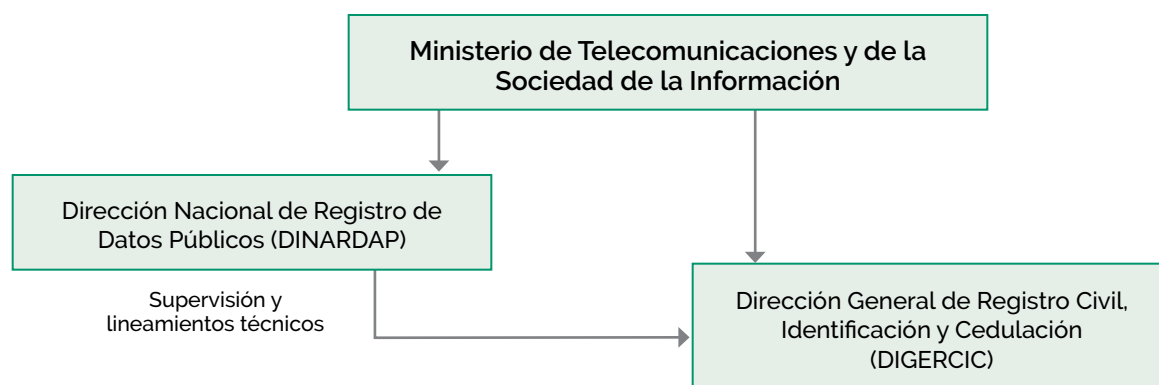 Ministerio de Telecomunicaciones y de la
Sociedad de la Información
Dirección Nacional de Registro de
Datos Públicos (DINARDAP)
Supervisión y
lineamientos técnicos
Dirección General de Registro Civil,
Identificación y Cedulación
(DIGERCIC)